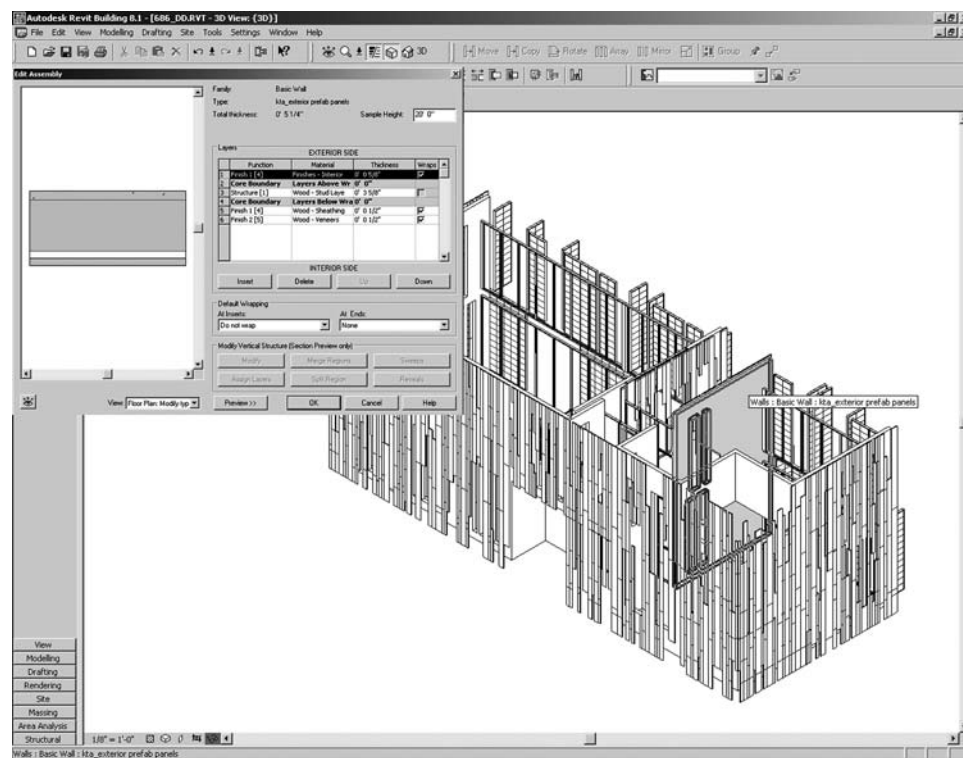 Autodesk Revit Building 8.1 - [686_DD.RVT - 3D View: {3D}]
File Edit View Modelling Drafting Site Tools Settings Window Help
3D Move Copy Rotate Array Mirror Group
Edit Assembly
Family: Basic Wall
Type: kta_exterior prefab panels
Total thickness: 0' 5 1/4" Sample Height: 20' 0"
Layers
EXTERIOR SIDE
Function Material Thickness Wraps
1 Finish 1 [4] Finishes - Interior 0' 0 5/8"
2 Core Boundary Layers Above Wr 0' 0"
3 Structure [1] Wood - Stud Laye 0' 3 5/8"
4 Core Boundary Layers Below Wra 0' 0"
5 Finish 1 [4] Wood - Sheathing 0' 0 1/2"
6 Finish 2 [5] Wood - Veneers 0' 0 1/2"
INTERIOR SIDE
Insert Delete Up Down
Default Wrapping
At Inserts: At Ends:
Do not wrap None
Modify Vertical Structure (Section Preview only)
Modify Merge Regions Sweeps
Assign Layers Split Region Reveals
View: Floor Plan: Modify typ Preview >> OK Cancel Help
Walls : Basic Wall : kta_exterior prefab panels
View
Modelling
Drafting
Rendering
Site
Massing
Area Analysis
Structural
1/8" = 1'-0"
Walls : Basic Wall : kta_exterior prefab panels